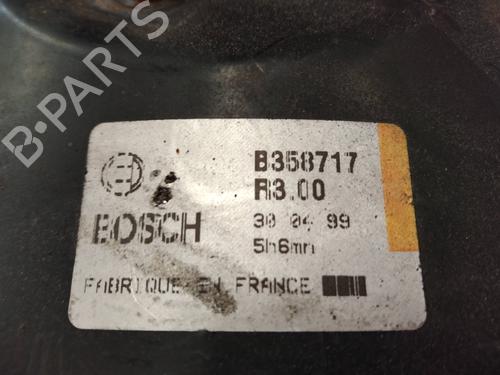 B-PARTS
B358717
R3.00
BOSCH
30 04 99
5h6mn
FABRIQUE EN FRANCE